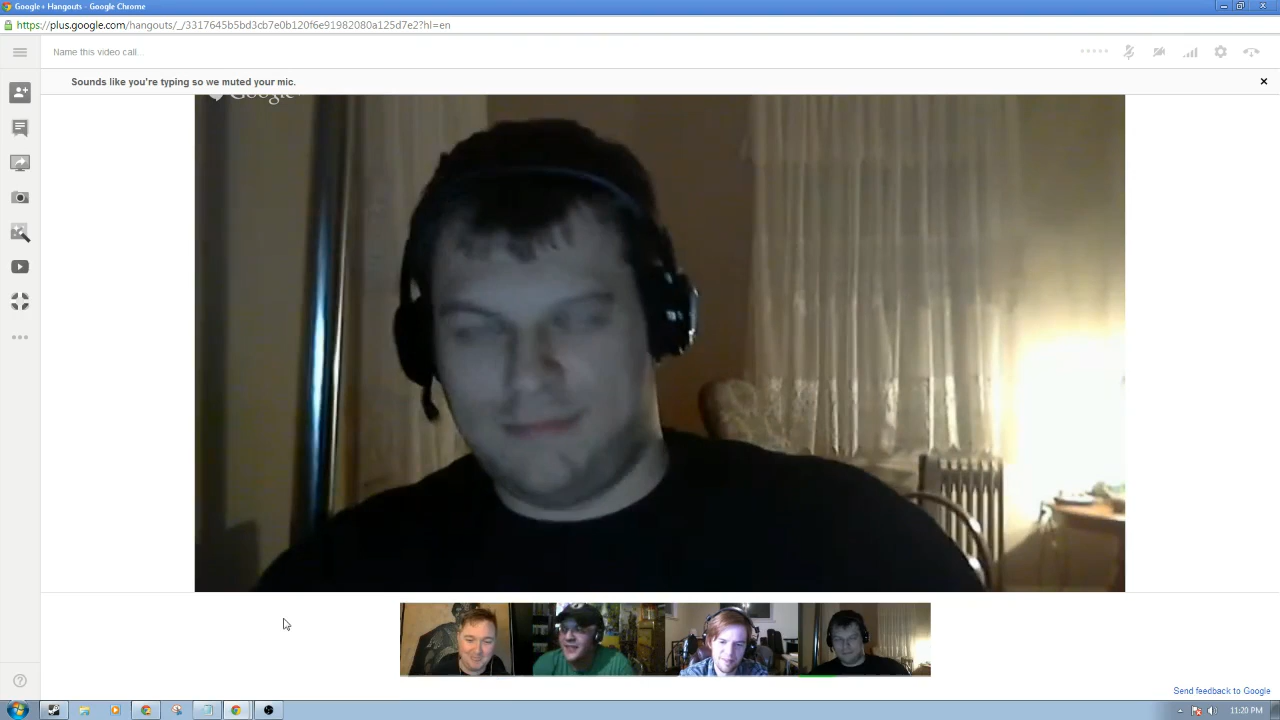 Google+ Hangouts - Google Chrome
https://plus.google.com/hangouts/_/3317645b5bd3cb7e0b120f6e91982080a125d7e2?hl=en
Name this video call...
Sounds like you're typing so we muted your mic.
Google+
Send feedback to Google
11:20 PM